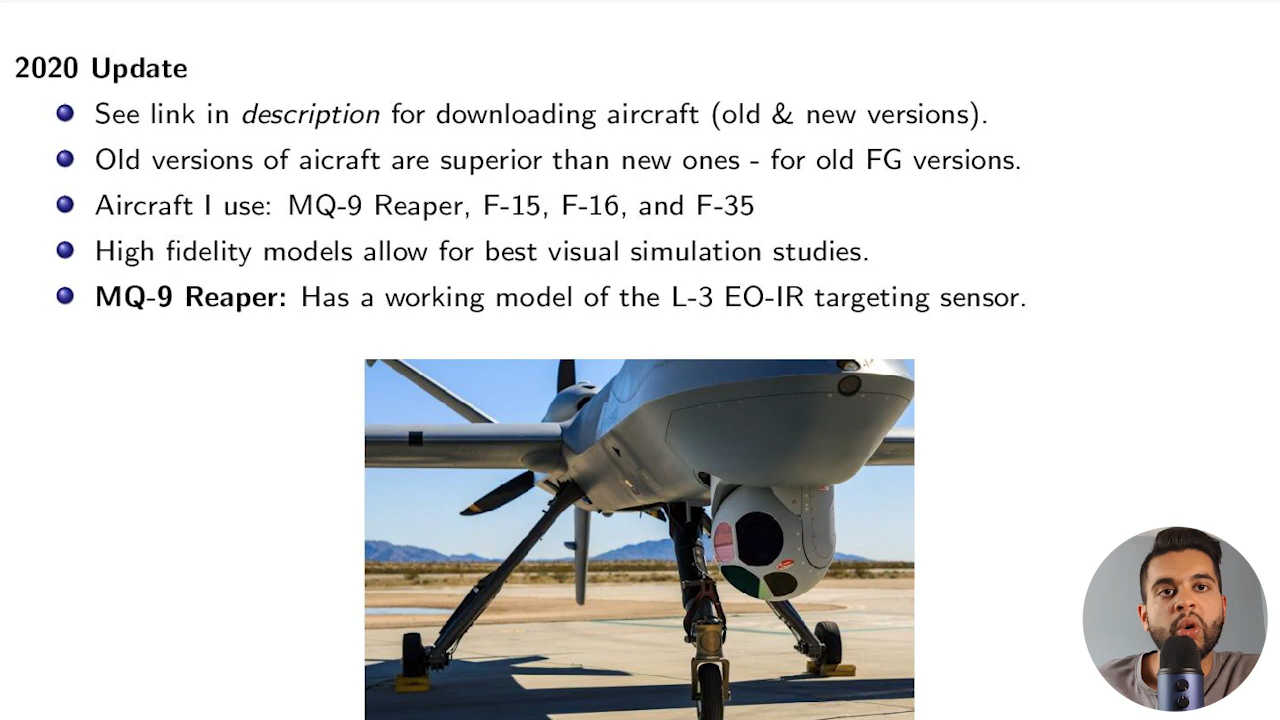 2020 Update
See link in description for downloading aircraft (old & new versions).
Old versions of aicraft are superior than new ones - for old FG versions.
Aircraft I use: MQ-9 Reaper, F-15, F-16, and F-35
High fidelity models allow for best visual simulation studies.
MQ-9 Reaper: Has a working model of the L-3 EO-IR targeting sensor.